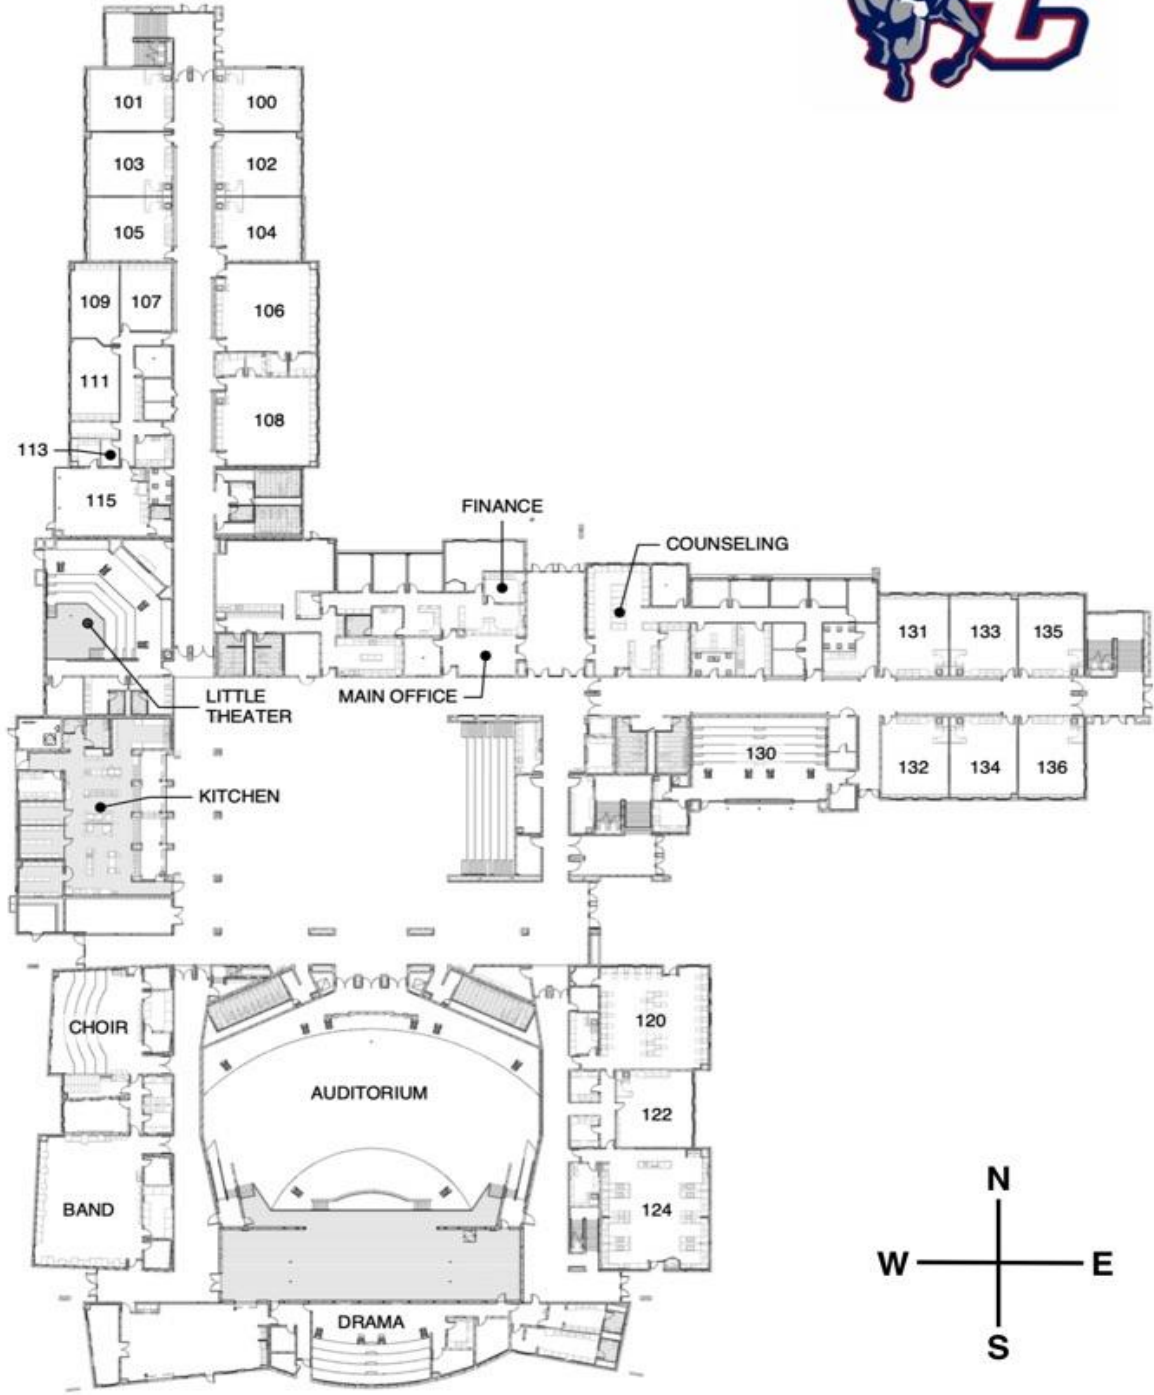 C
101
100
103
102
105
104
109
107
106
111
108
113
115
FINANCE
COUNSELING
131
133
135
LITTLE
THEATER
MAIN OFFICE
130
132
134
136
KITCHEN
CHOIR
120
AUDITORIUM
122
BAND
124
DRAMA
N
W
E
S